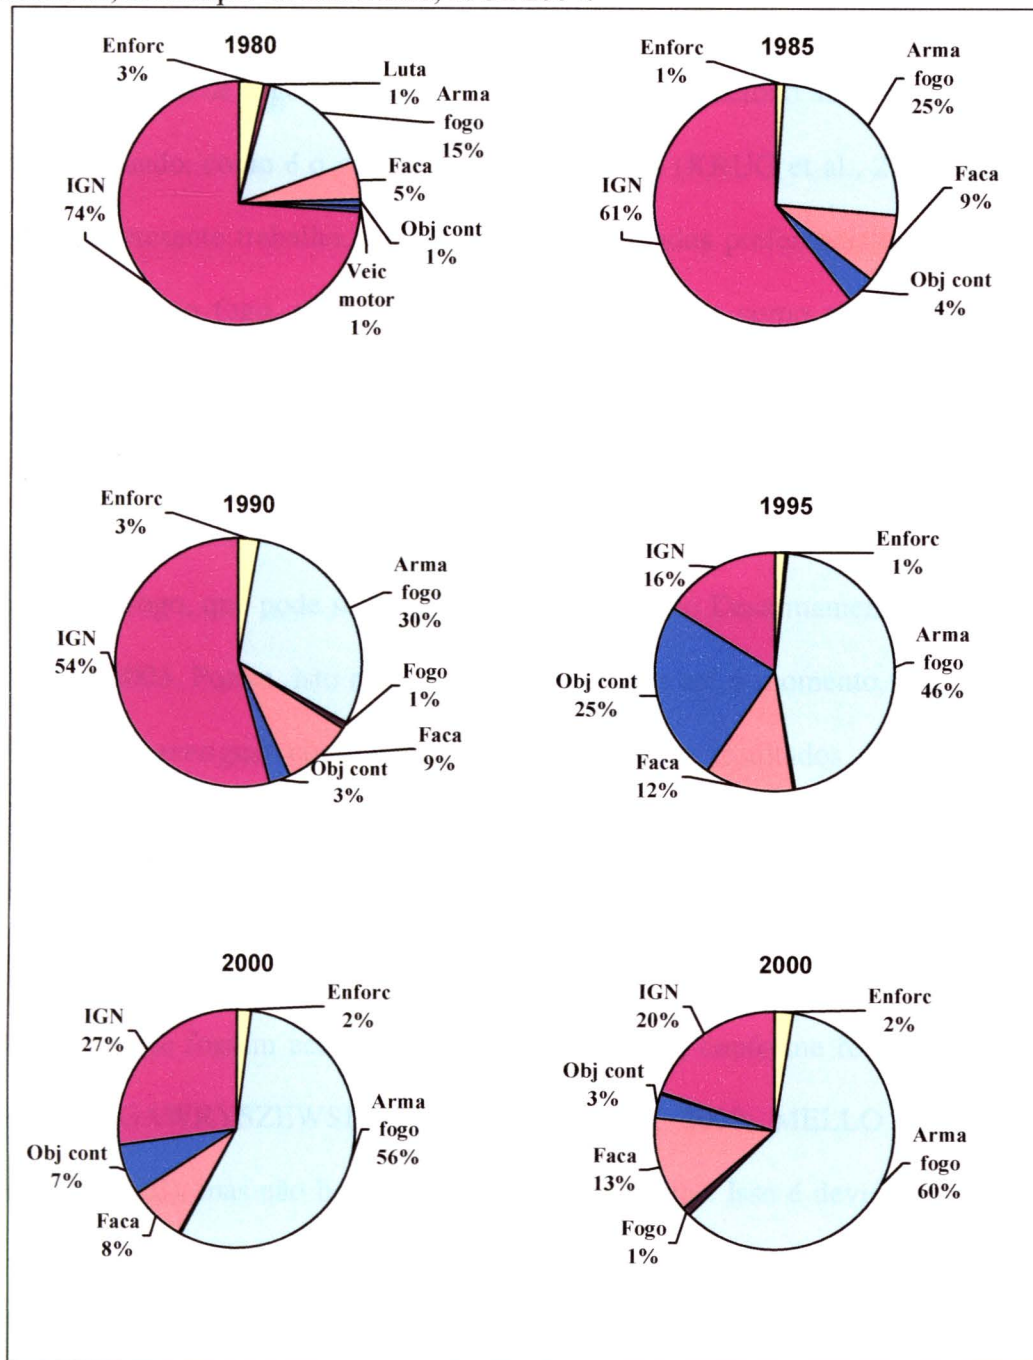 1980
Enforc
3%
Luta
1%
Arma
fogo
15%
Faca
5%
Obj cont
1%
Veic
motor
1%
IGN
74%
1985
Enforc
1%
Arma
fogo
25%
Faca
9%
Obj cont
4%
IGN
61%
1990
Enforc
3%
Arma
fogo
30%
Fogo
1%
Faca
9%
Obj cont
3%
IGN
54%
1995
Enforc
1%
Arma
fogo
46%
Faca
12%
Obj cont
25%
IGN
16%
2000
Enforc
2%
Arma
fogo
56%
Faca
8%
Obj cont
7%
IGN
27%
2000
Enforc
2%
Arma
fogo
60%
Fogo
1%
Faca
13%
Obj cont
3%
IGN
20%